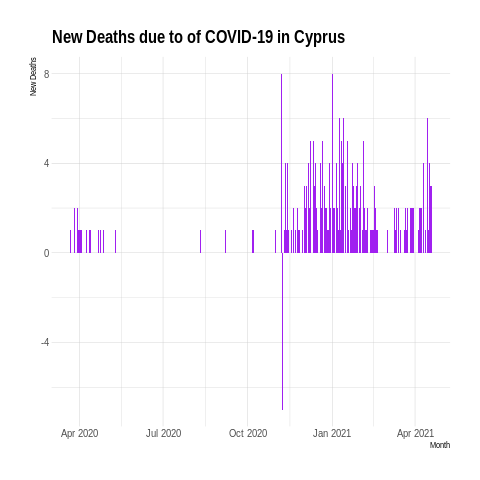 New Deaths due to of COVID-19 in Cyprus
New Deaths
8
4
0
-4
Apr 2020 Jul 2020 Oct 2020 Jan 2021 Apr 2021
Month